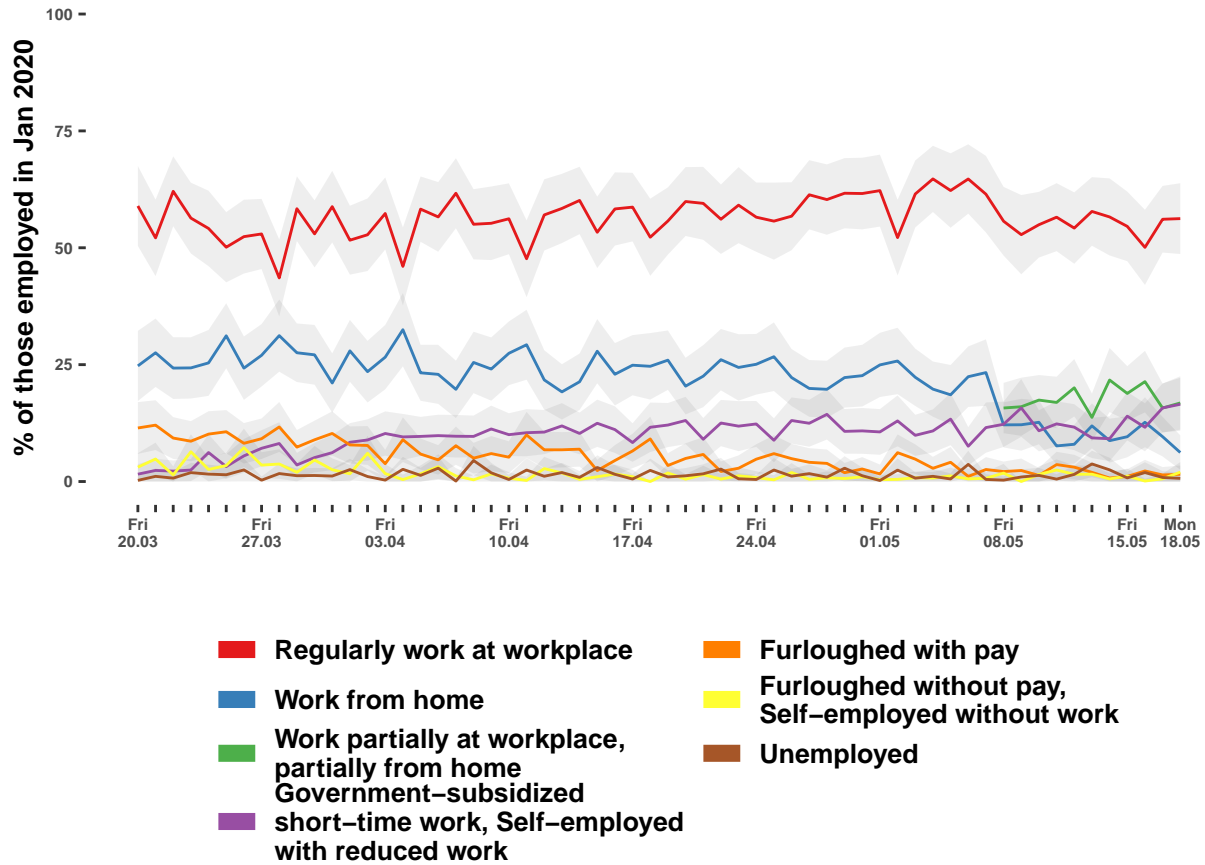 100
75
50
25
0
% of those employed in Jan 2020
Fri Fri Fri Fri Fri Fri Fri Fri Fri Mon
20.03 27.03 03.04 10.04 17.04 24.04 01.05 08.05 15.05 18.05
Regularly work at workplace
Work from home
Work partially at workplace,
partially from home
Government−subsidized
short−time work, Self−employed
with reduced work
Furloughed with pay
Furloughed without pay,
Self−employed without work
Unemployed